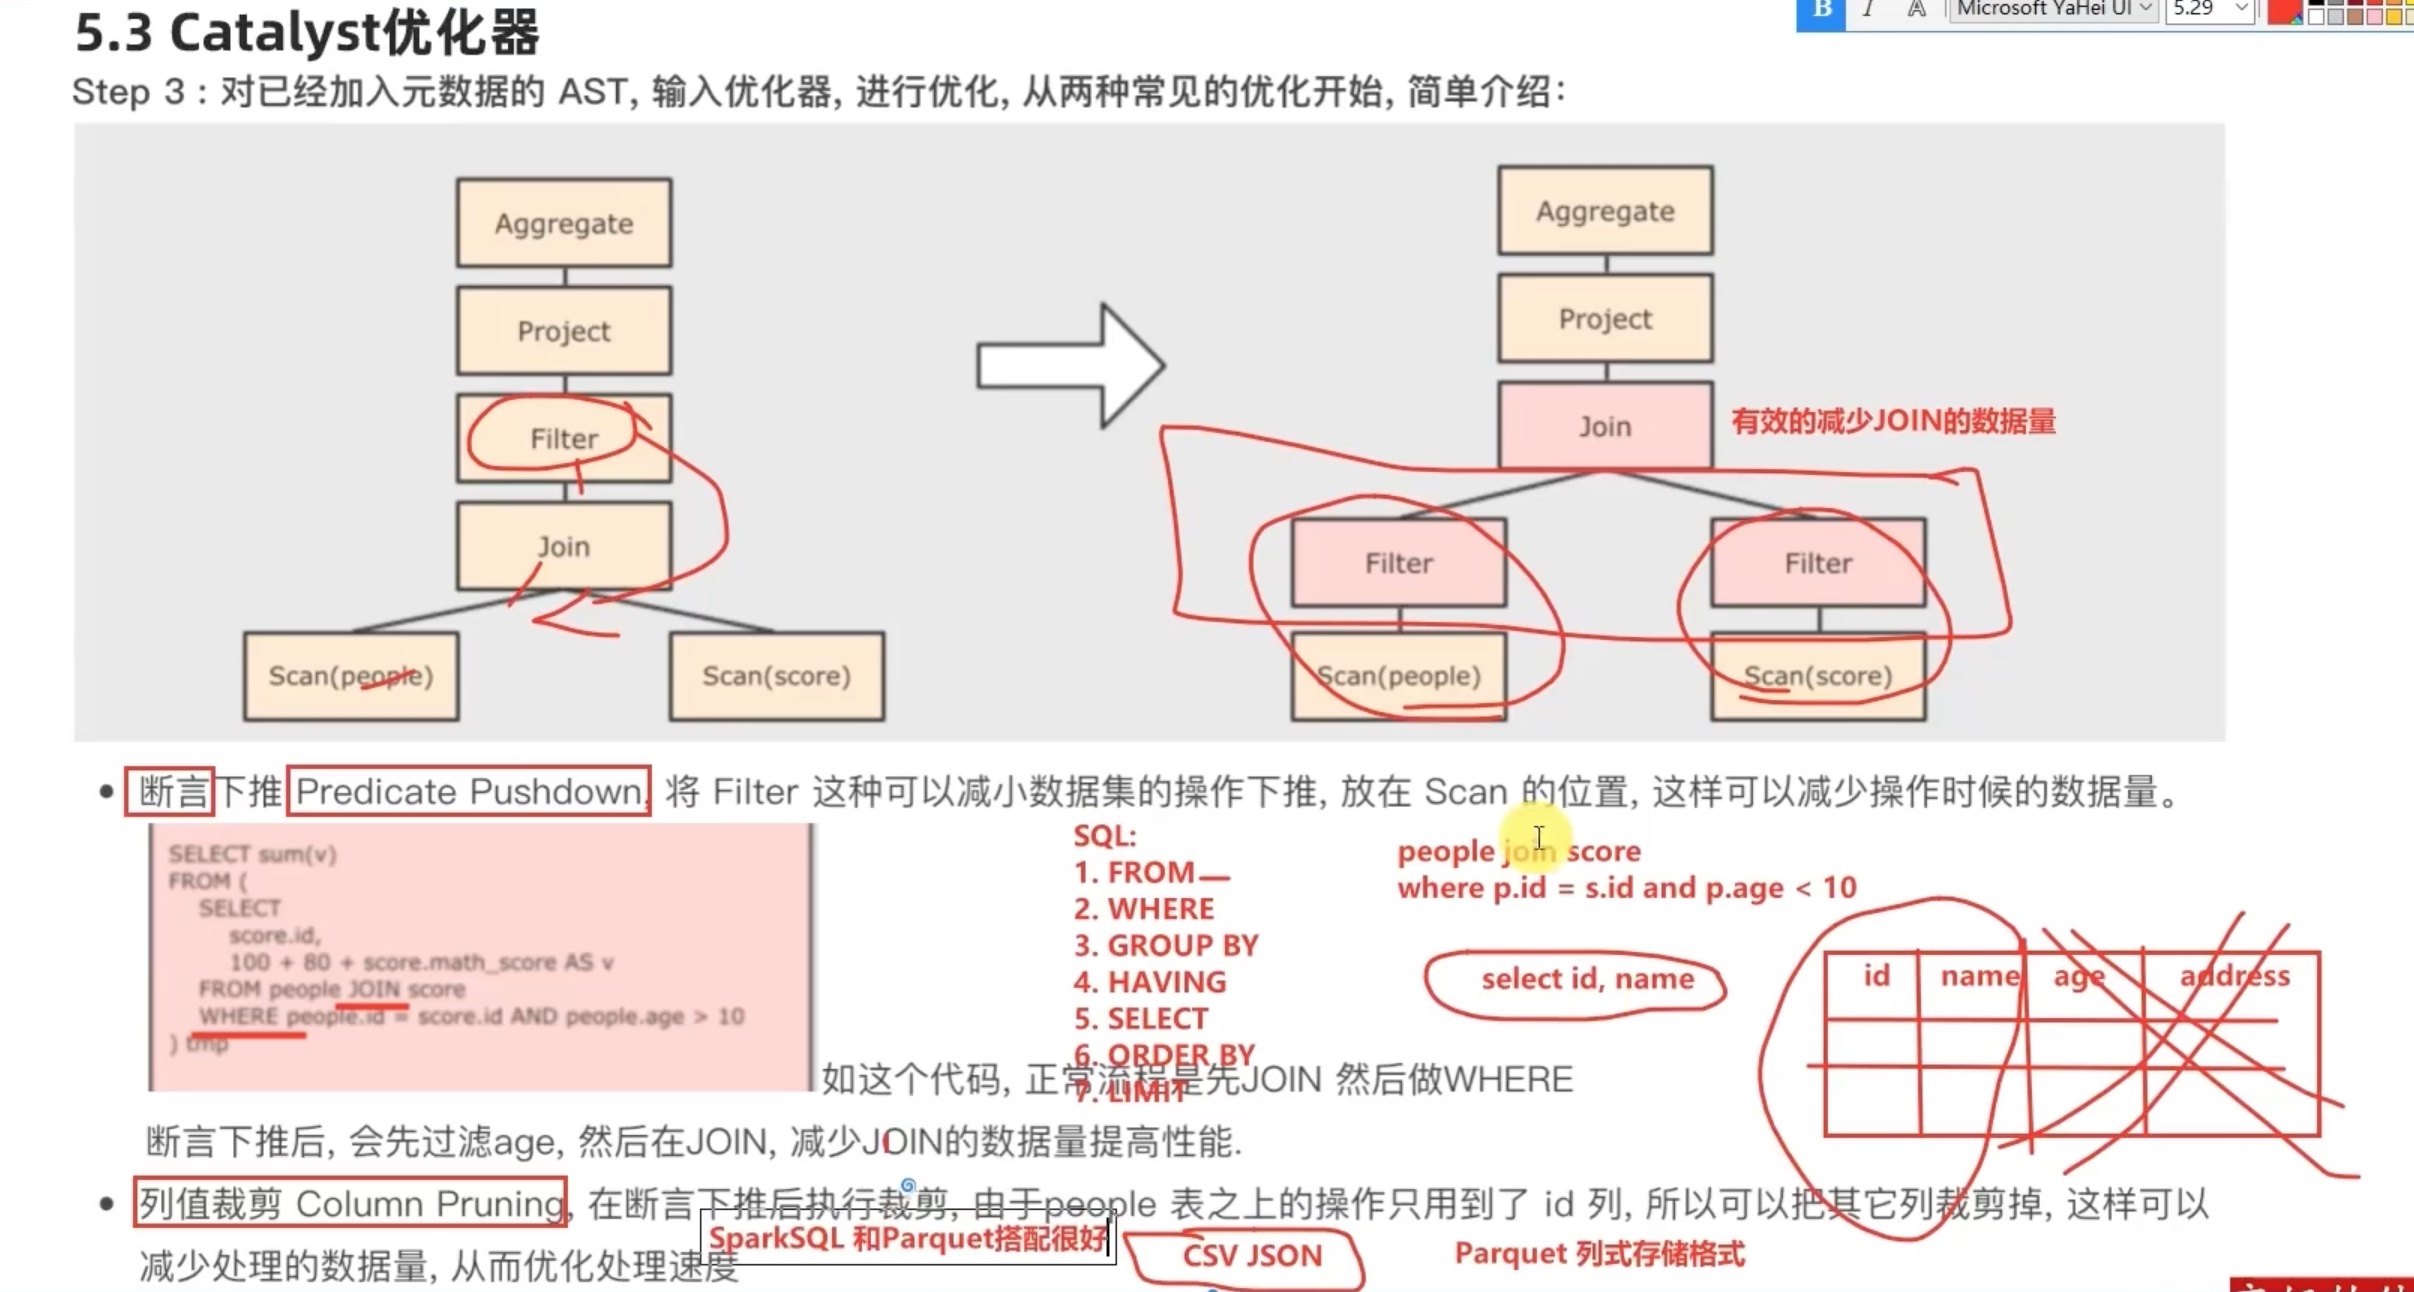 5.3 Catalyst优化器
B I A Microsoft YaHei UI 5.29
Step 3 : 对已经加入元数据的 AST, 输入优化器, 进行优化, 从两种常见的优化开始, 简单介绍：
Aggregate
Project
Filter
Join
Scan(people) Scan(score)
Aggregate
Project
Join 有效的减少JOIN的数据量
Filter Filter
Scan(people) Scan(score)
断言下推 Predicate Pushdown, 将 Filter 这种可以减小数据集的操作下推, 放在 Scan 的位置, 这样可以减少操作时候的数据量。
SELECT sum(v)
FROM (
SELECT
score.id,
100 + 80 + score.math_score AS v
FROM people JOIN score
WHERE people.id = score.id AND people.age > 10
) tmp
SQL:
1. FROM
2. WHERE
3. GROUP BY
4. HAVING
5. SELECT
6. ORDER BY
7. LIMIT
people join score
where p.id = s.id and p.age < 10
select id, name
id name age address
如这个代码, 正常流程是先JOIN 然后做WHERE
断言下推后, 会先过滤age, 然后在JOIN, 减少JOIN的数据量提高性能.
列值裁剪 Column Pruning, 在断言下推后执行裁剪, 由于people 表之上的操作只用到了 id 列, 所以可以把其它列裁剪掉, 这样可以
减少处理的数据量, 从而优化处理速度
SparkSQL 和Parquet搭配很好
CSV JSON
Parquet 列式存储格式